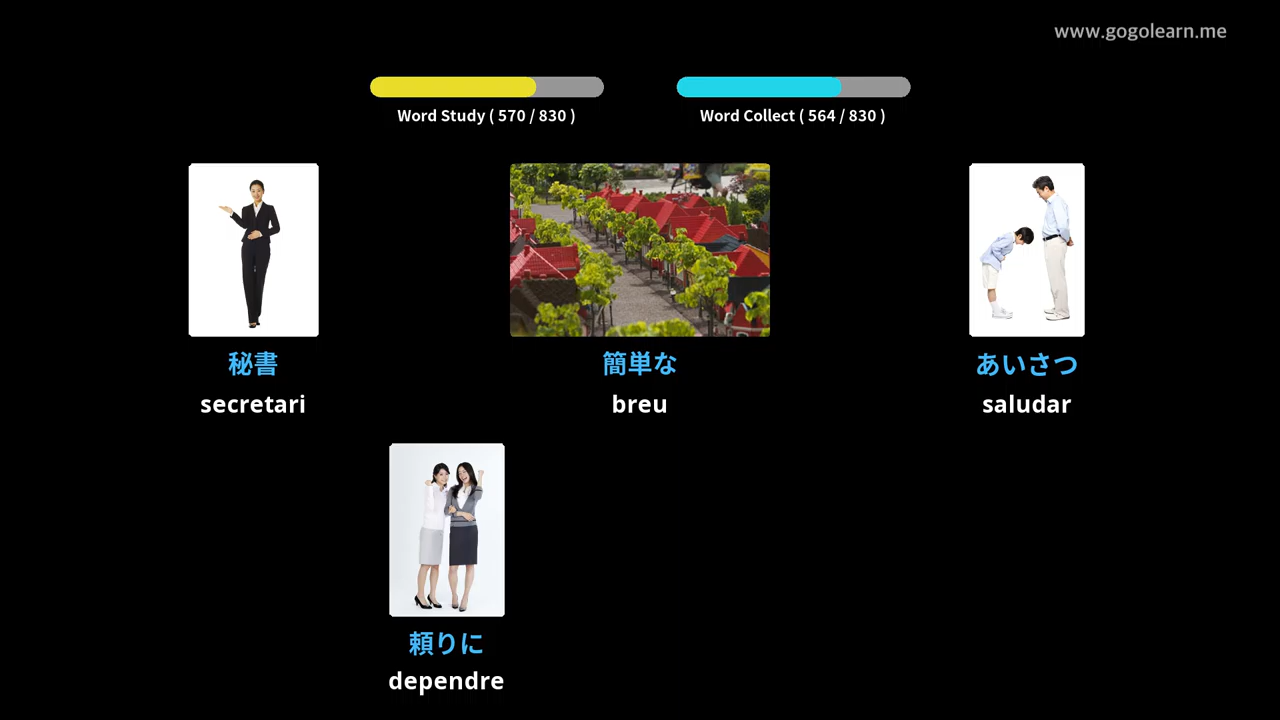 www.gogolearn.me
Word Study ( 570 / 830 )
Word Collect ( 564 / 830 )
秘書
secretari
簡単な
breu
あいさつ
saludar
頼りに
dependre